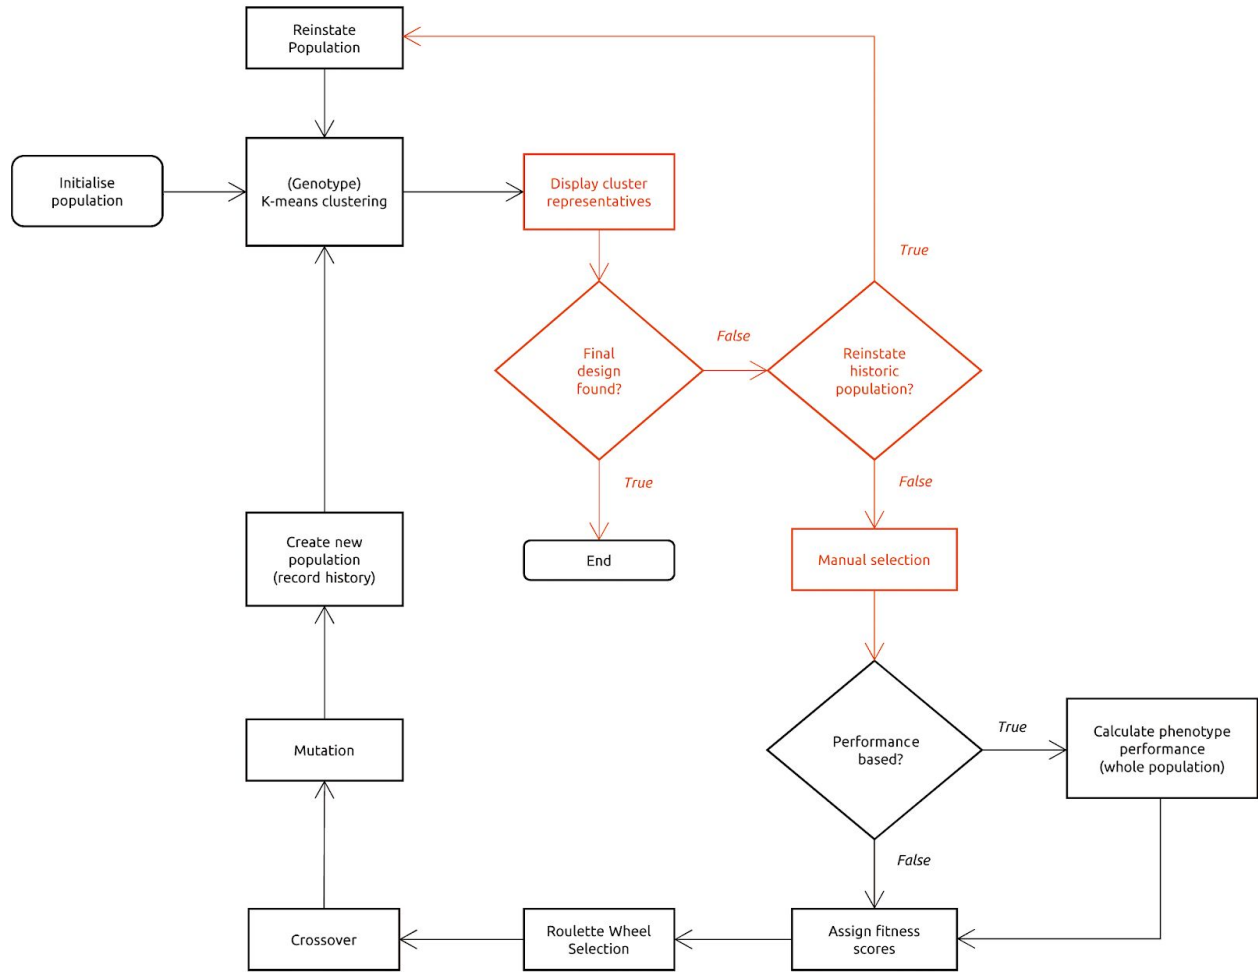 Reinstate
Population
Initialise
population
(Genotype)
K-means clustering
Display cluster
representatives
True
False
Final
design
found?
Reinstate
historic
population?
True
False
Create new
population
(record history)
End
Manual selection
Mutation
Performance
based?
True
Calculate phenotype
performance
(whole population)
False
Crossover
Roulette Wheel
Selection
Assign fitness
scores